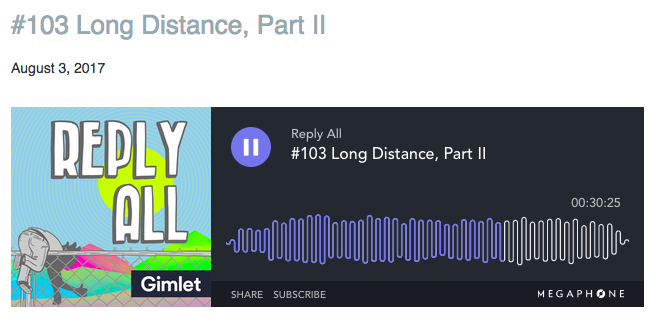 #103 Long Distance, Part II
August 3, 2017
REPLY
ALL
Gimlet
Reply All
#103 Long Distance, Part II
00:30:25
SHARE SUBSCRIBE
MEGAPHONE